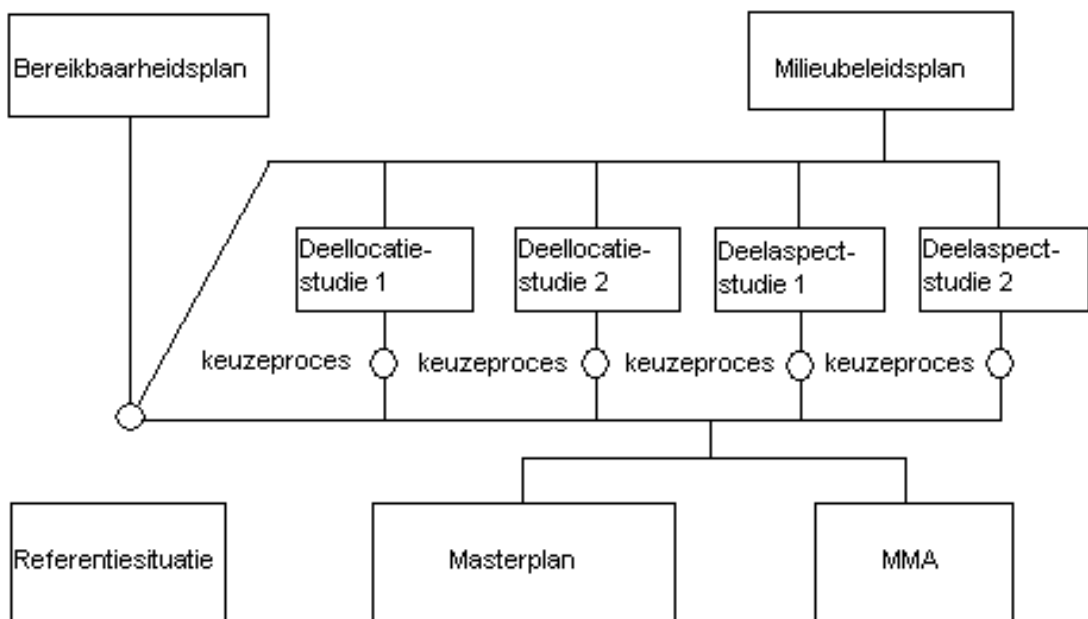 Bereikbaarheidsplan
Milieubeleidsplan
Deellocatie-
studie 1
Deellocatie-
studie 2
Deelaspect-
studie 1
Deelaspect-
studie 2
keuzeproces
keuzeproces
keuzeproces
keuzeproces
Referentiesituatie
Masterplan
MMA